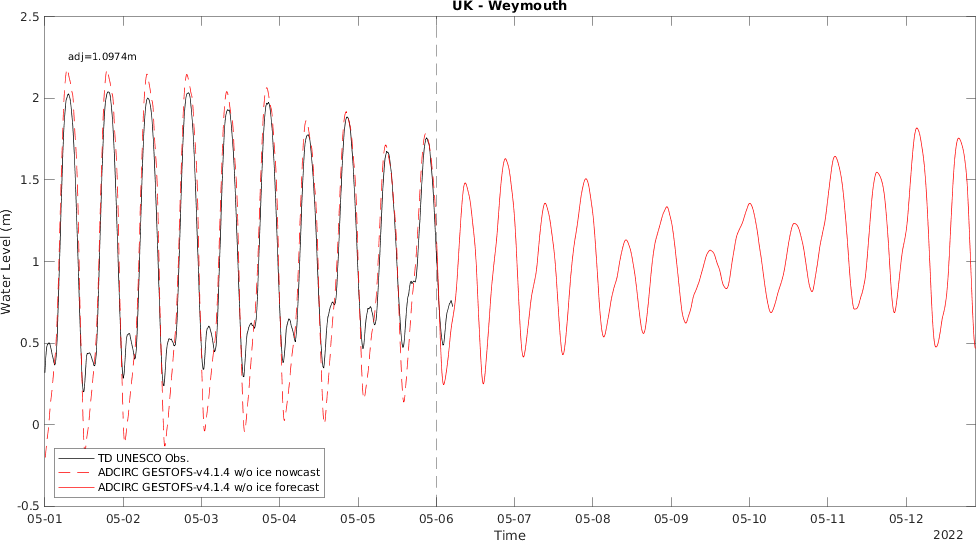 UK - Weymouth
adj=1.0974m
2.5
2
1.5
1
0.5
0
-0.5
Water Level (m)
TD UNESCO Obs.
ADCIRC GESTOFS-v4.1.4 w/o ice nowcast
ADCIRC GESTOFS-v4.1.4 w/o ice forecast
05-01 05-02 05-03 05-04 05-05 05-06 05-07 05-08 05-09 05-10 05-11 05-12
Time
2022